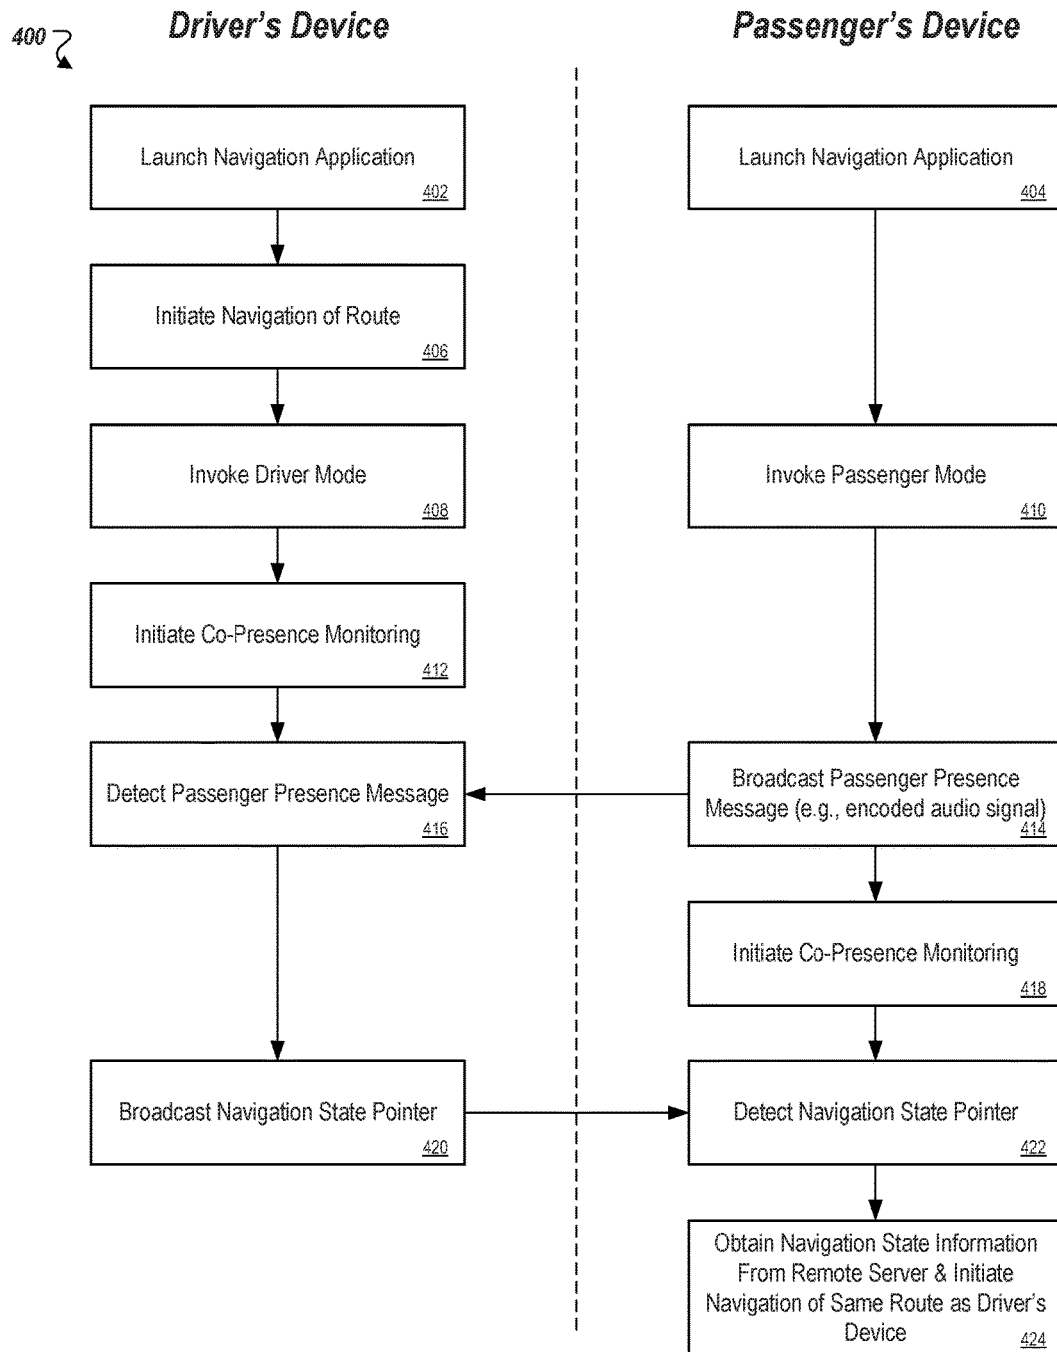 400
Driver's Device
Passenger's Device
Launch Navigation Application
402
Launch Navigation Application
404
Initiate Navigation of Route
406
Invoke Driver Mode
408
Invoke Passenger Mode
410
Initiate Co-Presence Monitoring
412
Detect Passenger Presence Message
416
Broadcast Passenger Presence
Message (e.g., encoded audio signal)
414
Initiate Co-Presence Monitoring
418
Broadcast Navigation State Pointer
420
Detect Navigation State Pointer
422
Obtain Navigation State Information
From Remote Server & Initiate
Navigation of Same Route as Driver's
Device
424